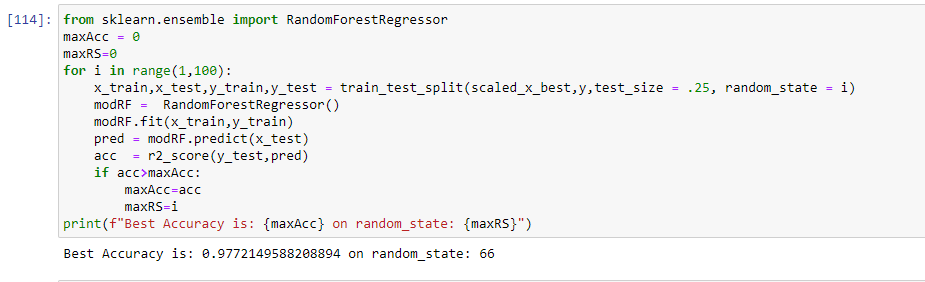 [114]: from sklearn.ensemble import RandomForestRegressor
maxAcc = 0
maxRS=0
for i in range(1,100):
    x_train,x_test,y_train,y_test = train_test_split(scaled_x_best,y,test_size = .25, random_state = i)
    modRF =  RandomForestRegressor()
    modRF.fit(x_train,y_train)
    pred = modRF.predict(x_test)
    acc  = r2_score(y_test,pred)
    if acc>maxAcc:
        maxAcc=acc
        maxRS=i
print(f"Best Accuracy is: {maxAcc} on random_state: {maxRS}")
Best Accuracy is: 0.9772149588208894 on random_state: 66